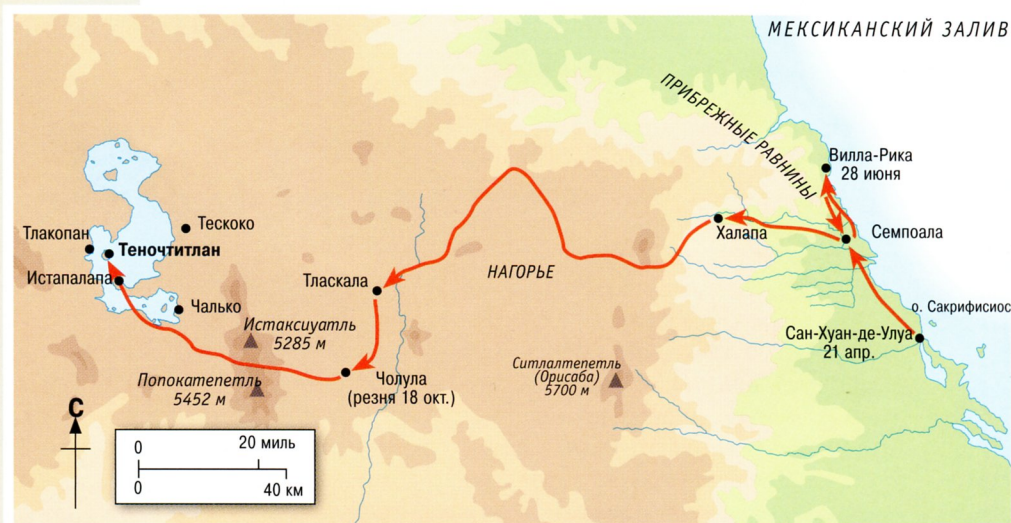 МЕКСИКАНСКИЙ ЗАЛИВ
ПРИБРЕЖНЫЕ РАВНИНЫ
Вилла-Рика
28 июня
Семпоала
Халапа
о. Сакрифисиос
Сан-Хуан-де-Улуа
21 апр.
НАГОРЬЕ
Тескоко
Тлакопан
Теночтитлан
Истапалапа
Чалько
Тласкала
Истаксиуатль
5285 м
Попокатепетль
5452 м
Чолула
(резня 18 окт.)
Ситлалтепетль
(Орисаба)
5700 м
С
0 20 миль
0 40 км